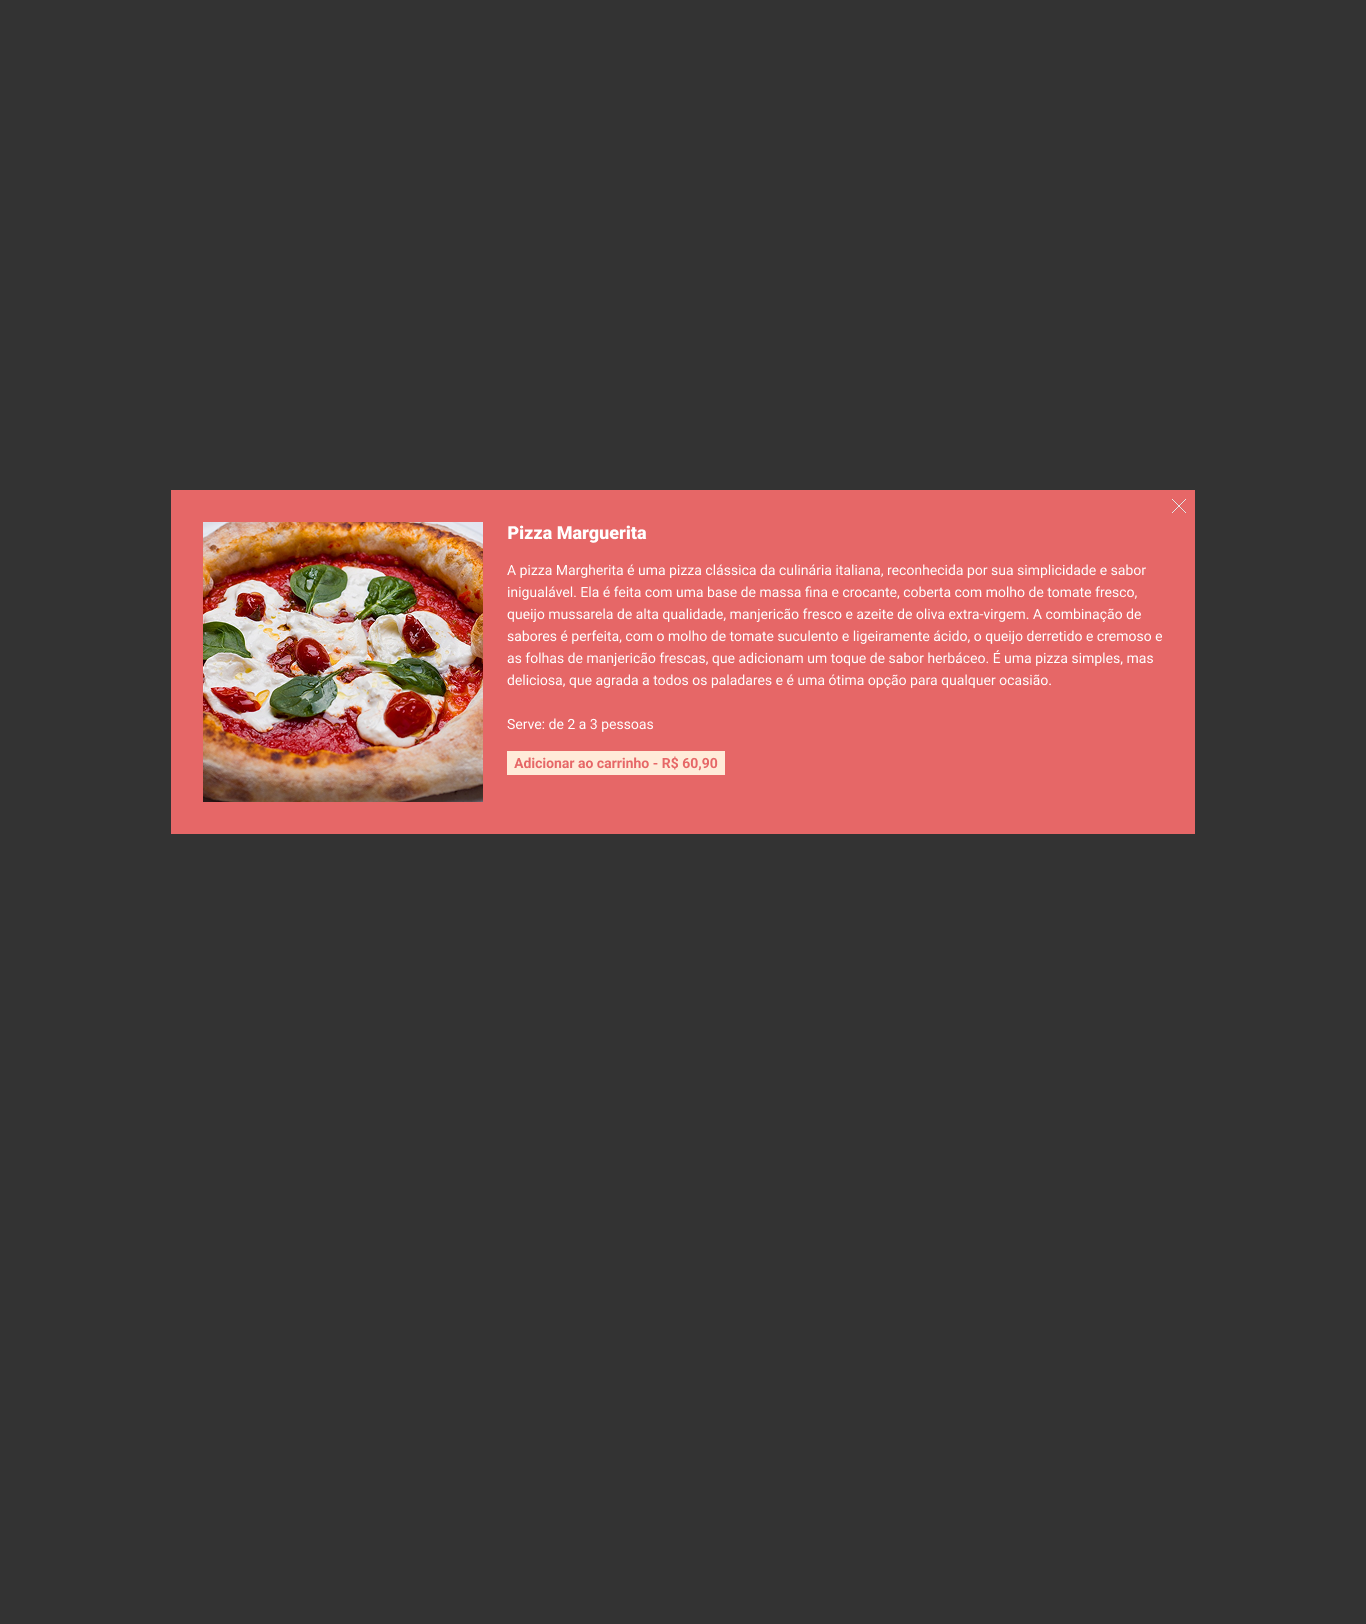 Pizza Marguerita
A pizza Margherita é uma pizza clássica da culinária italiana, reconhecida por sua simplicidade e sabor
inigualável. Ela é feita com uma base de massa fina e crocante, coberta com molho de tomate fresco,
queijo mussarela de alta qualidade, manjericão fresco e azeite de oliva extra-virgem. A combinação de
sabores é perfeita, com o molho de tomate suculento e ligeiramente ácido, o queijo derretido e cremoso e
as folhas de manjericão frescas, que adicionam um toque de sabor herbáceo. É uma pizza simples, mas
deliciosa, que agrada a todos os paladares e é uma ótima opção para qualquer ocasião.
Serve: de 2 a 3 pessoas
Adicionar ao carrinho - R$ 60,90